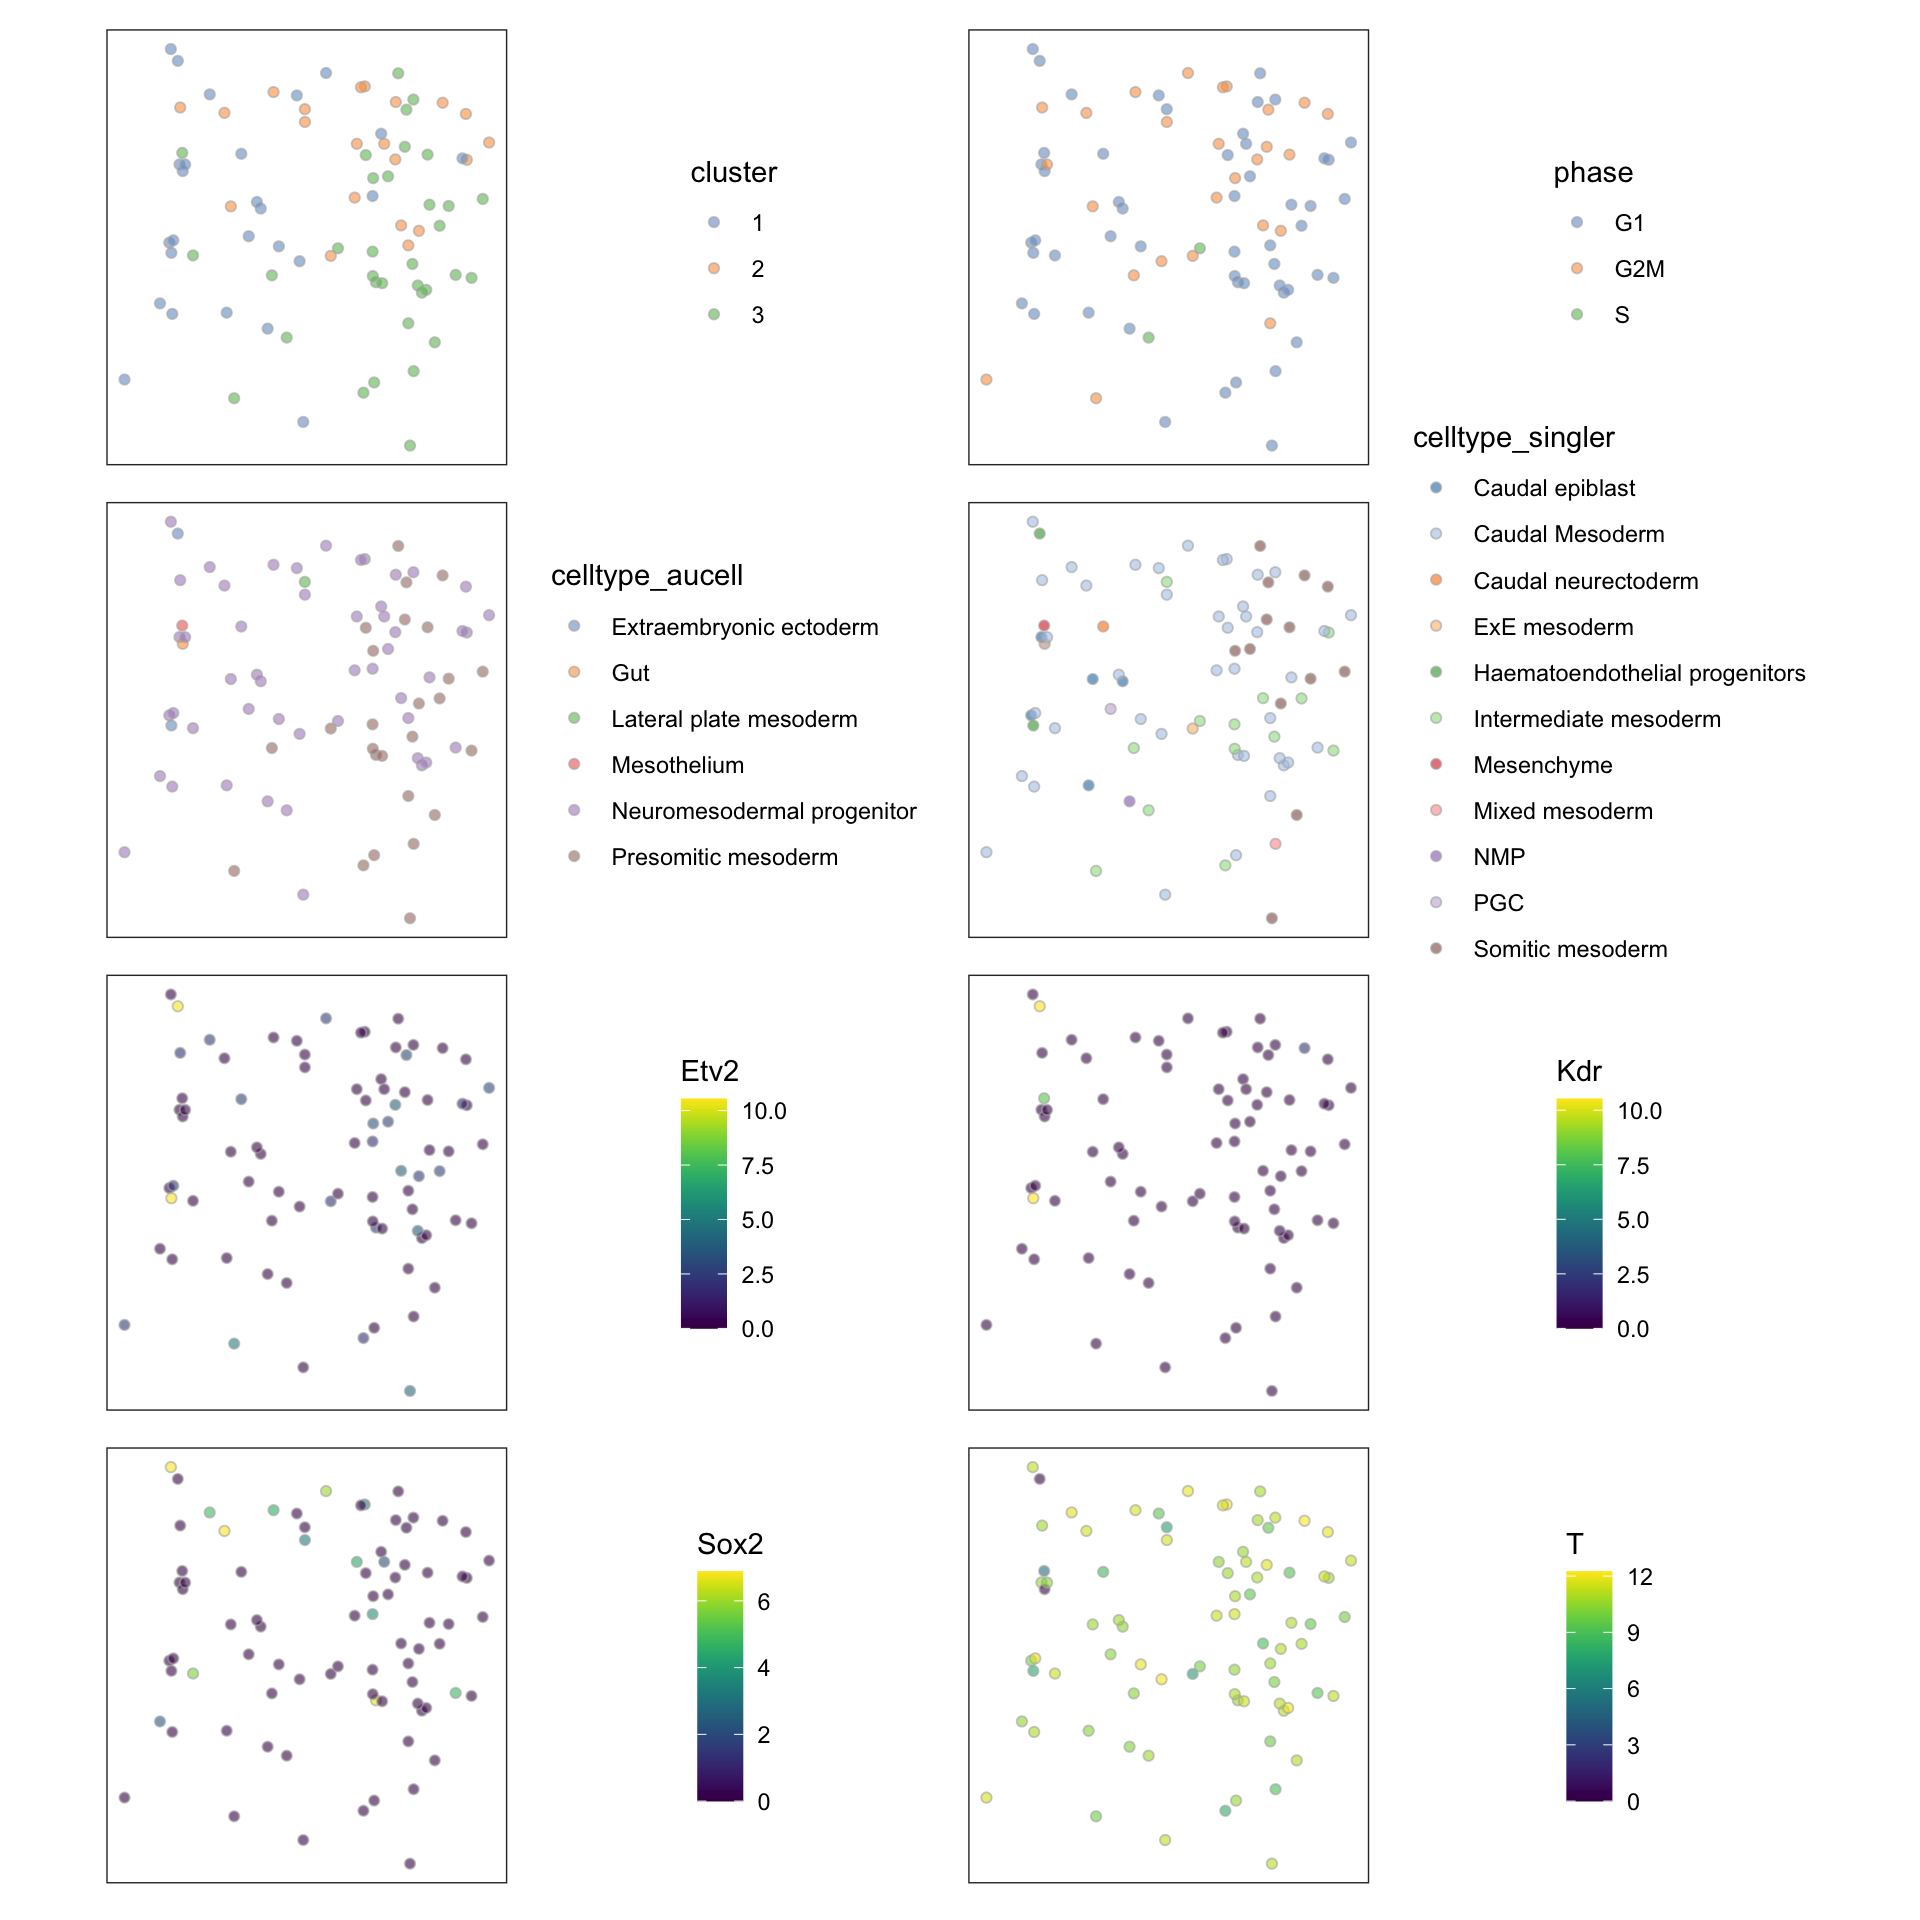 cluster
1
2
3
phase
G1
G2M
S
celltype_aucell
Extraembryonic ectoderm
Gut
Lateral plate mesoderm
Mesothelium
Neuromesodermal progenitor
Presomitic mesoderm
celltype_singler
Caudal epiblast
Caudal Mesoderm
Caudal neurectoderm
ExE mesoderm
Haematoendothelial progenitors
Intermediate mesoderm
Mesenchyme
Mixed mesoderm
NMP
PGC
Somitic mesoderm
Etv2
10.0
7.5
5.0
2.5
0.0
Kdr
10.0
7.5
5.0
2.5
0.0
Sox2
6
4
2
0
T
12
9
6
3
0